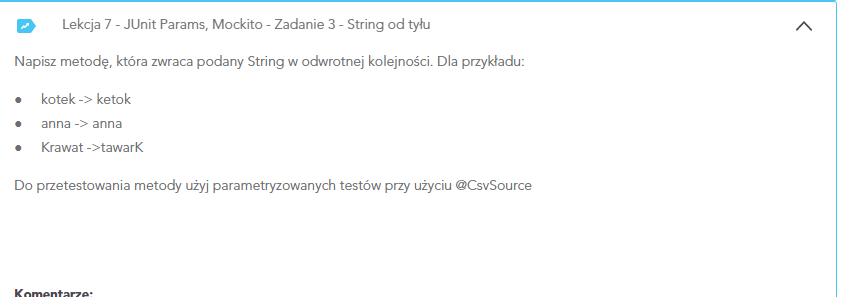 Lekcja 7 - JUnit Params, Mockito - Zadanie 3 - String od tyłu
Napisz metodę, która zwraca podany String w odwrotnej kolejności. Dla przykładu:
● kotek -> ketok
● anna -> anna
● Krawat ->tawarK
Do przetestowania metody użyj parametryzowanych testów przy użyciu @CsvSource
Komentarze: